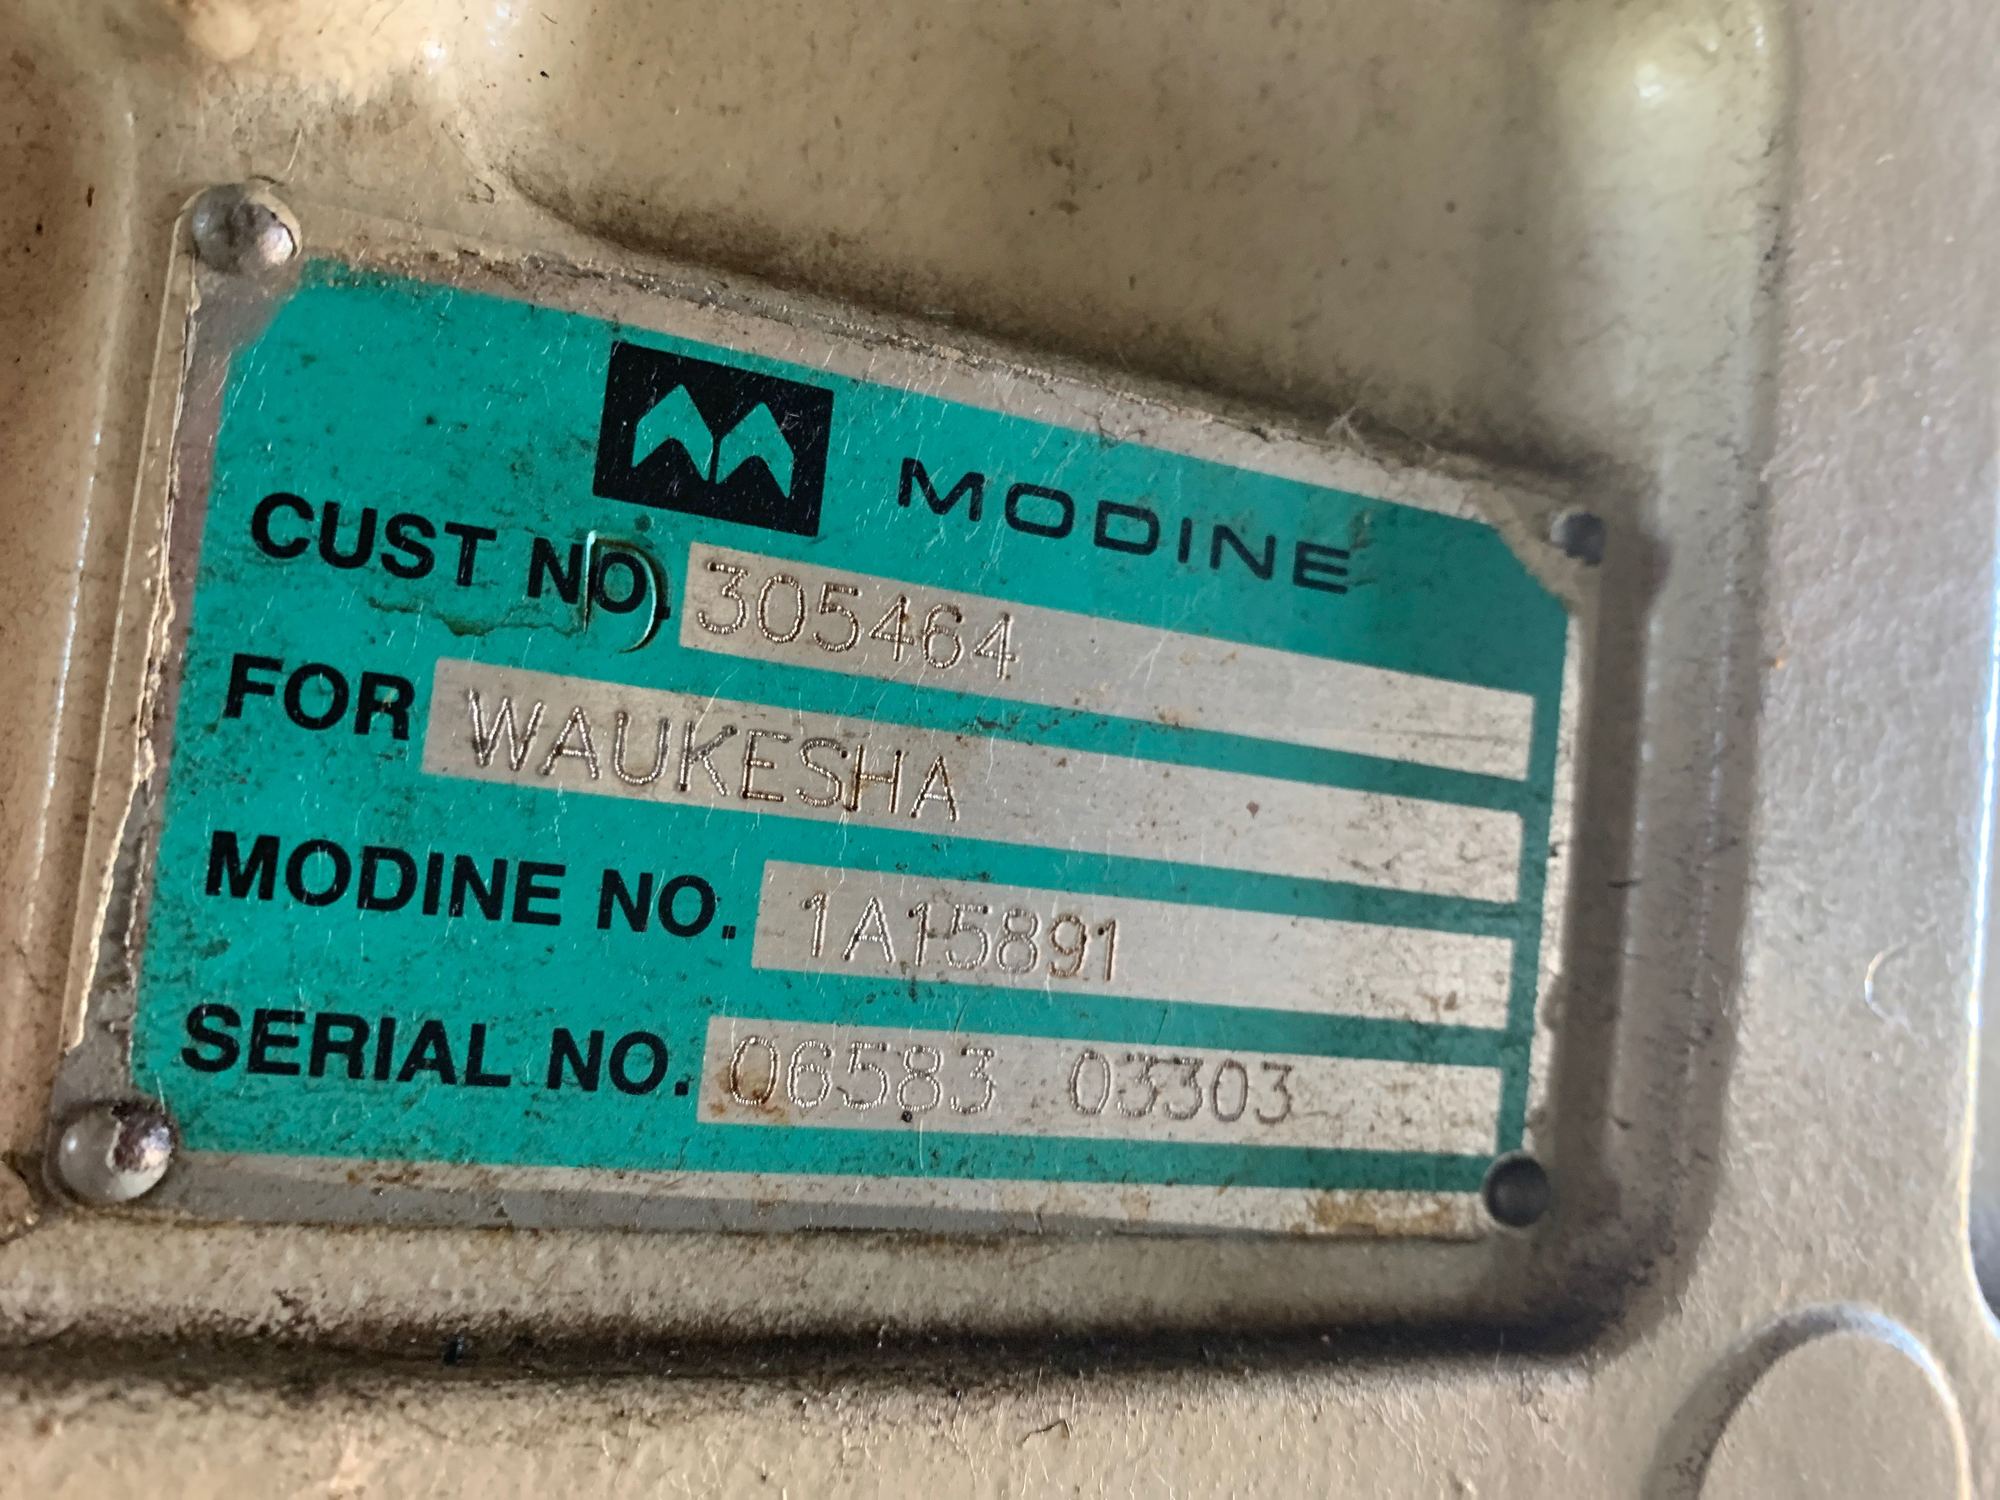 MODINE
CUST NO. 305464
FOR WAUKESHA
MODINE NO. 1A15891
SERIAL NO. 06583 03303